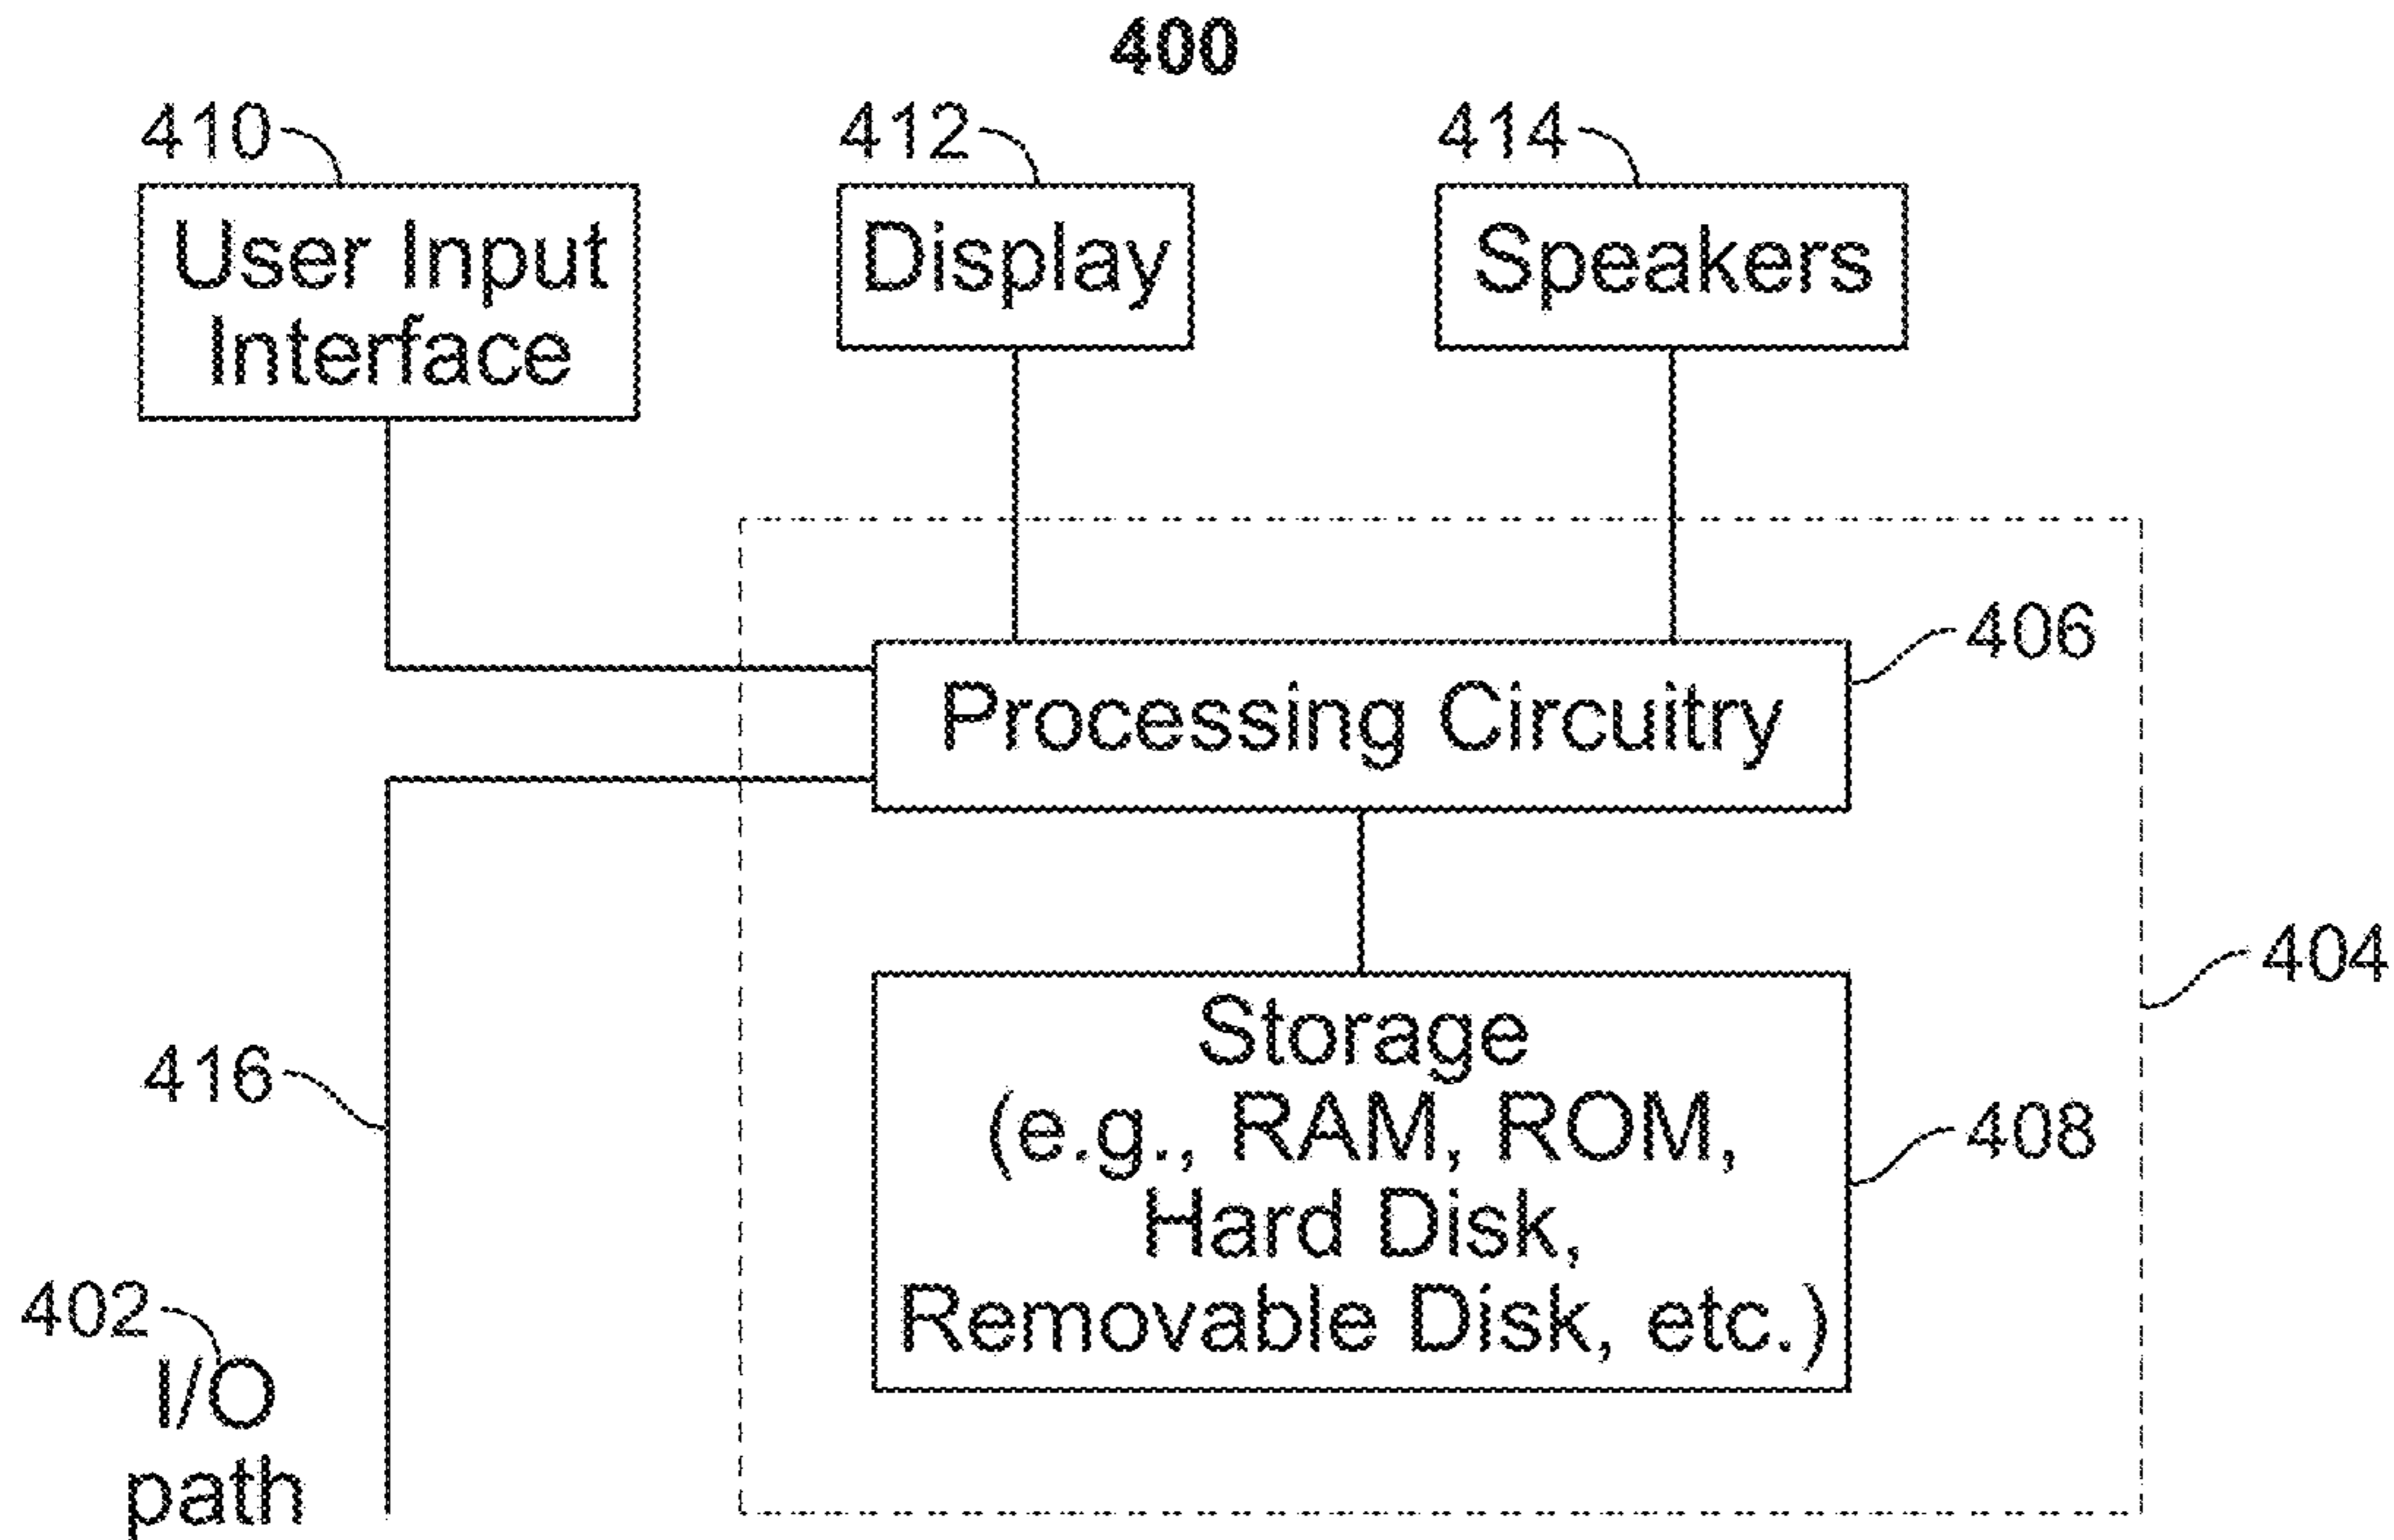 400
410
412
414
User Input
Interface
Display
Speakers
406
Processing Circuitry
404
Storage
(e.g., RAM, ROM,
Hard Disk,
Removable Disk, etc.)
408
416
402
I/O
path